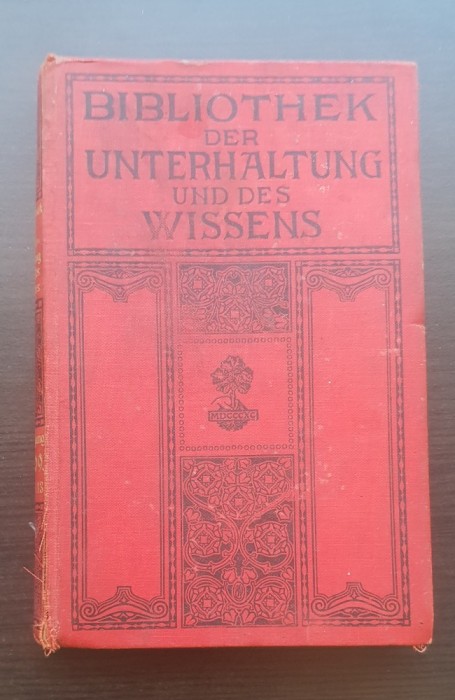 BIBLIOTHEK
DER
UNTERHALTUNG
UND DES
WISSENS
MDCCCXC